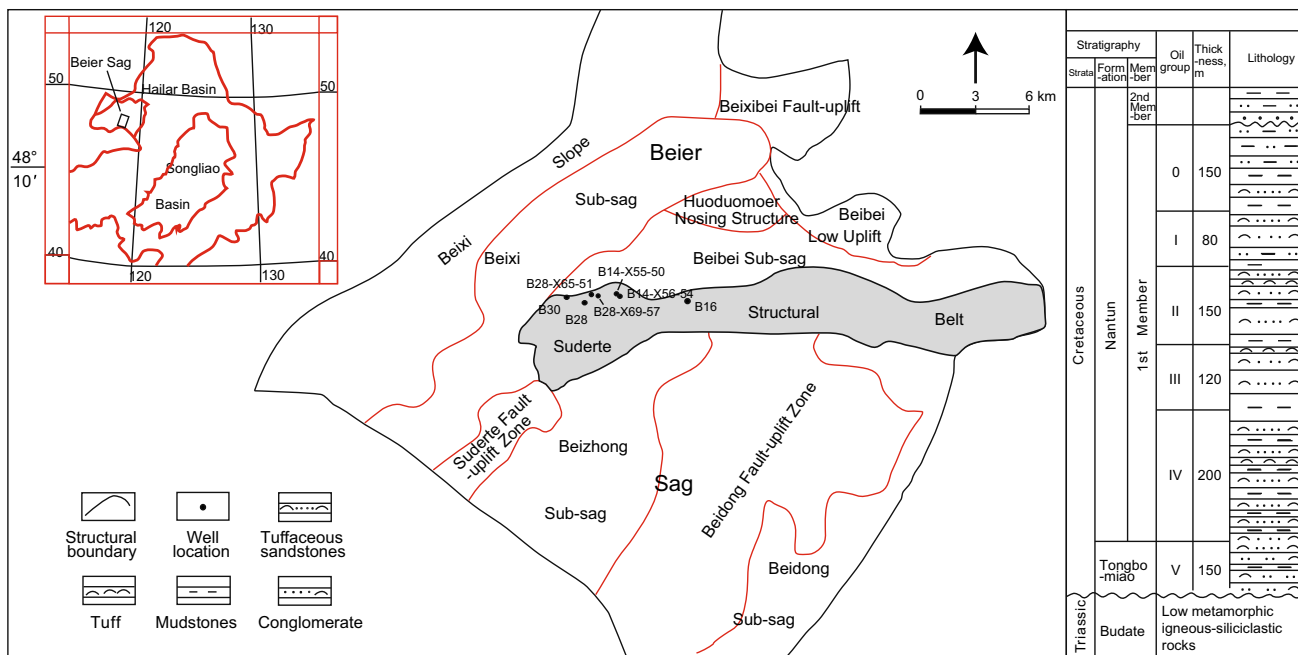 120
130
Beier Sag
50
Hailar Basin
50
48°
10′
Songliao
Basin
40
40
120
130
Beixibei Fault-uplift
0 3 6 km
Slope
Beier
Sub-sag
Huoduomoer
Nosing Structure
Beibei
Low Uplift
Beixi
Beixi
Beibei Sub-sag
B14-X55-50
B28-X65-51
B14-X56-54
B30
B28
B28-X69-57
B16
Structural
Belt
Suderte
Suderte Fault
-uplift Zone
Beizhong
Sub-sag
Sag
Beidong Fault-uplift Zone
Beidong
Sub-sag
Structural
boundary
Well
location
Tuffaceous
sandstones
Tuff
Mudstones
Conglomerate
Stratigraphy
Oil
group
Thick
-ness,
m
Lithology
Strata
Form
-ation
Mem
-ber
2nd
Mem
-ber
Cretaceous
Nantun
1st Member
0 150
I 80
II 150
III 120
IV 200
Tongbo
-miao
V 150
Triassic
Budate
Low metamorphic
igneous-siliciclastic
rocks